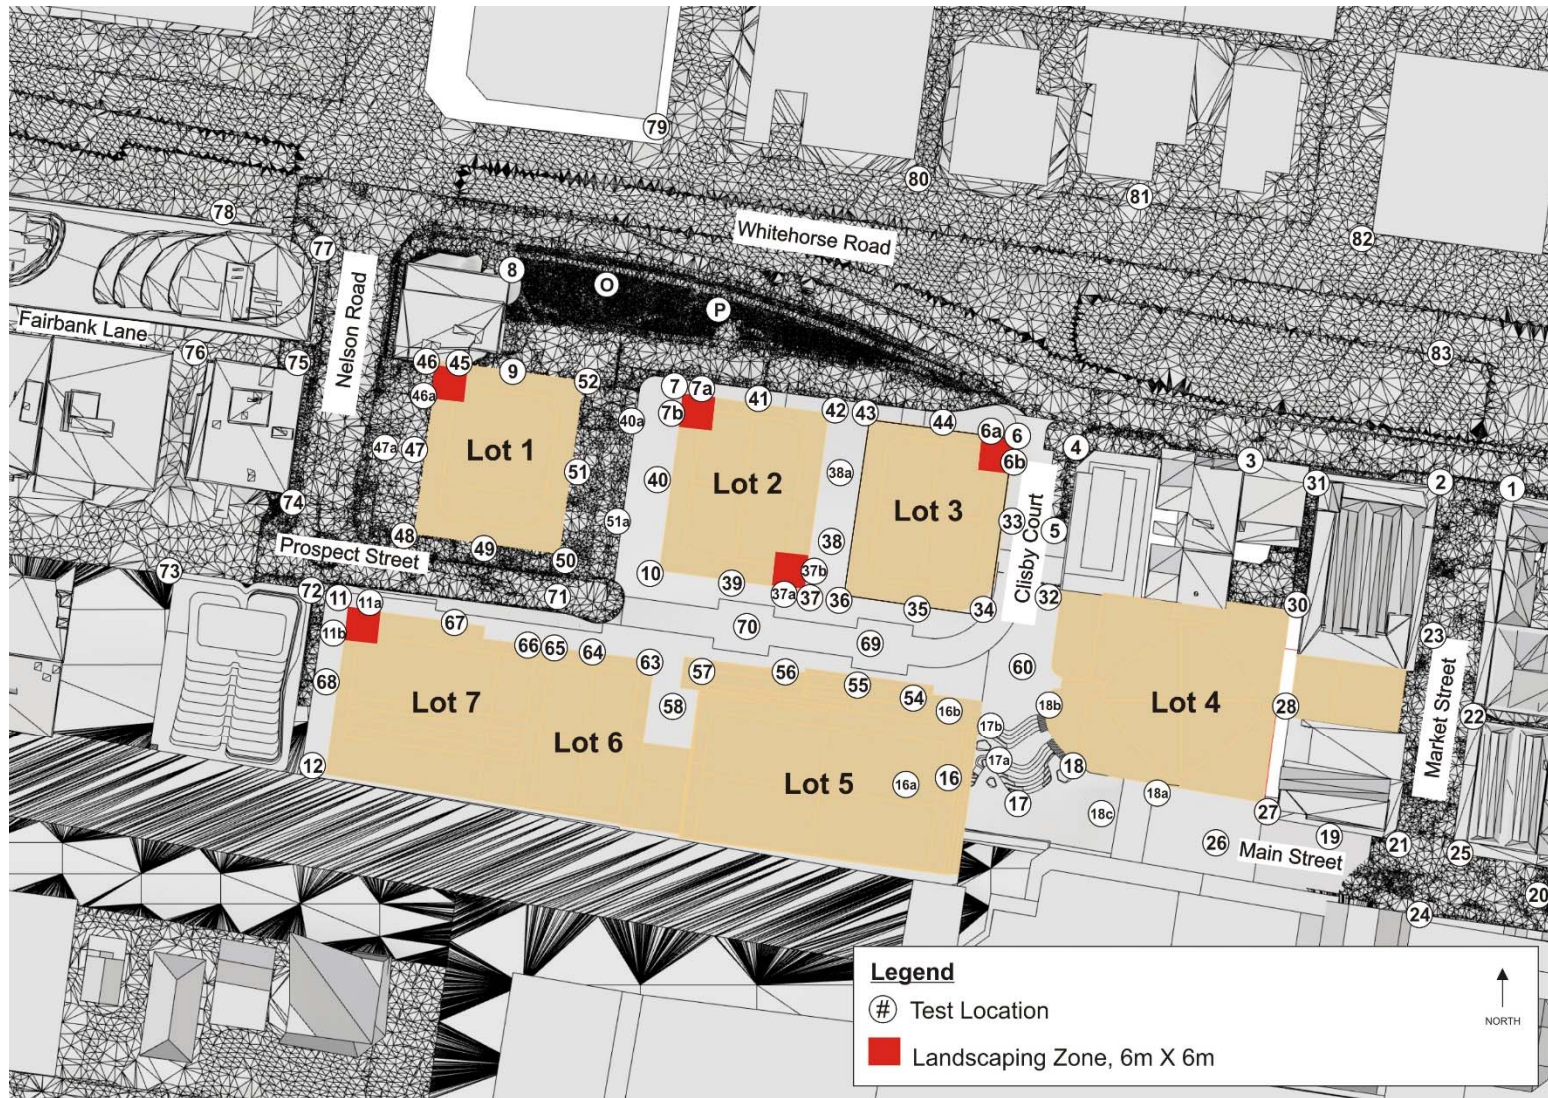 79
80
81
82
Whitehorse Road
78
77
8
O
P
Nelson Road
Fairbank Lane
83
76
75
46
45
9
52
46a
7
7a
7b
41
42
43
44
6a
6
6b
40a
4
3
31
2
1
47a
47
Lot 1
51
40
Lot 2
38a
Lot 3
33
5
Clisby Court
74
51a
48
49
50
Prospect Street
38
73
10
39
37b
37a
37
36
35
34
32
30
72
11
11a
11b
71
67
70
69
23
66
65
64
63
57
56
55
54
60
68
Lot 7
58
16b
17b
18b
Lot 4
28
22
Market Street
Lot 6
12
Lot 5
16a
16
17a
17
18
18a
18c
27
26
19
Main Street
21
25
20
24
Legend
# Test Location
Landscaping Zone, 6m X 6m
NORTH